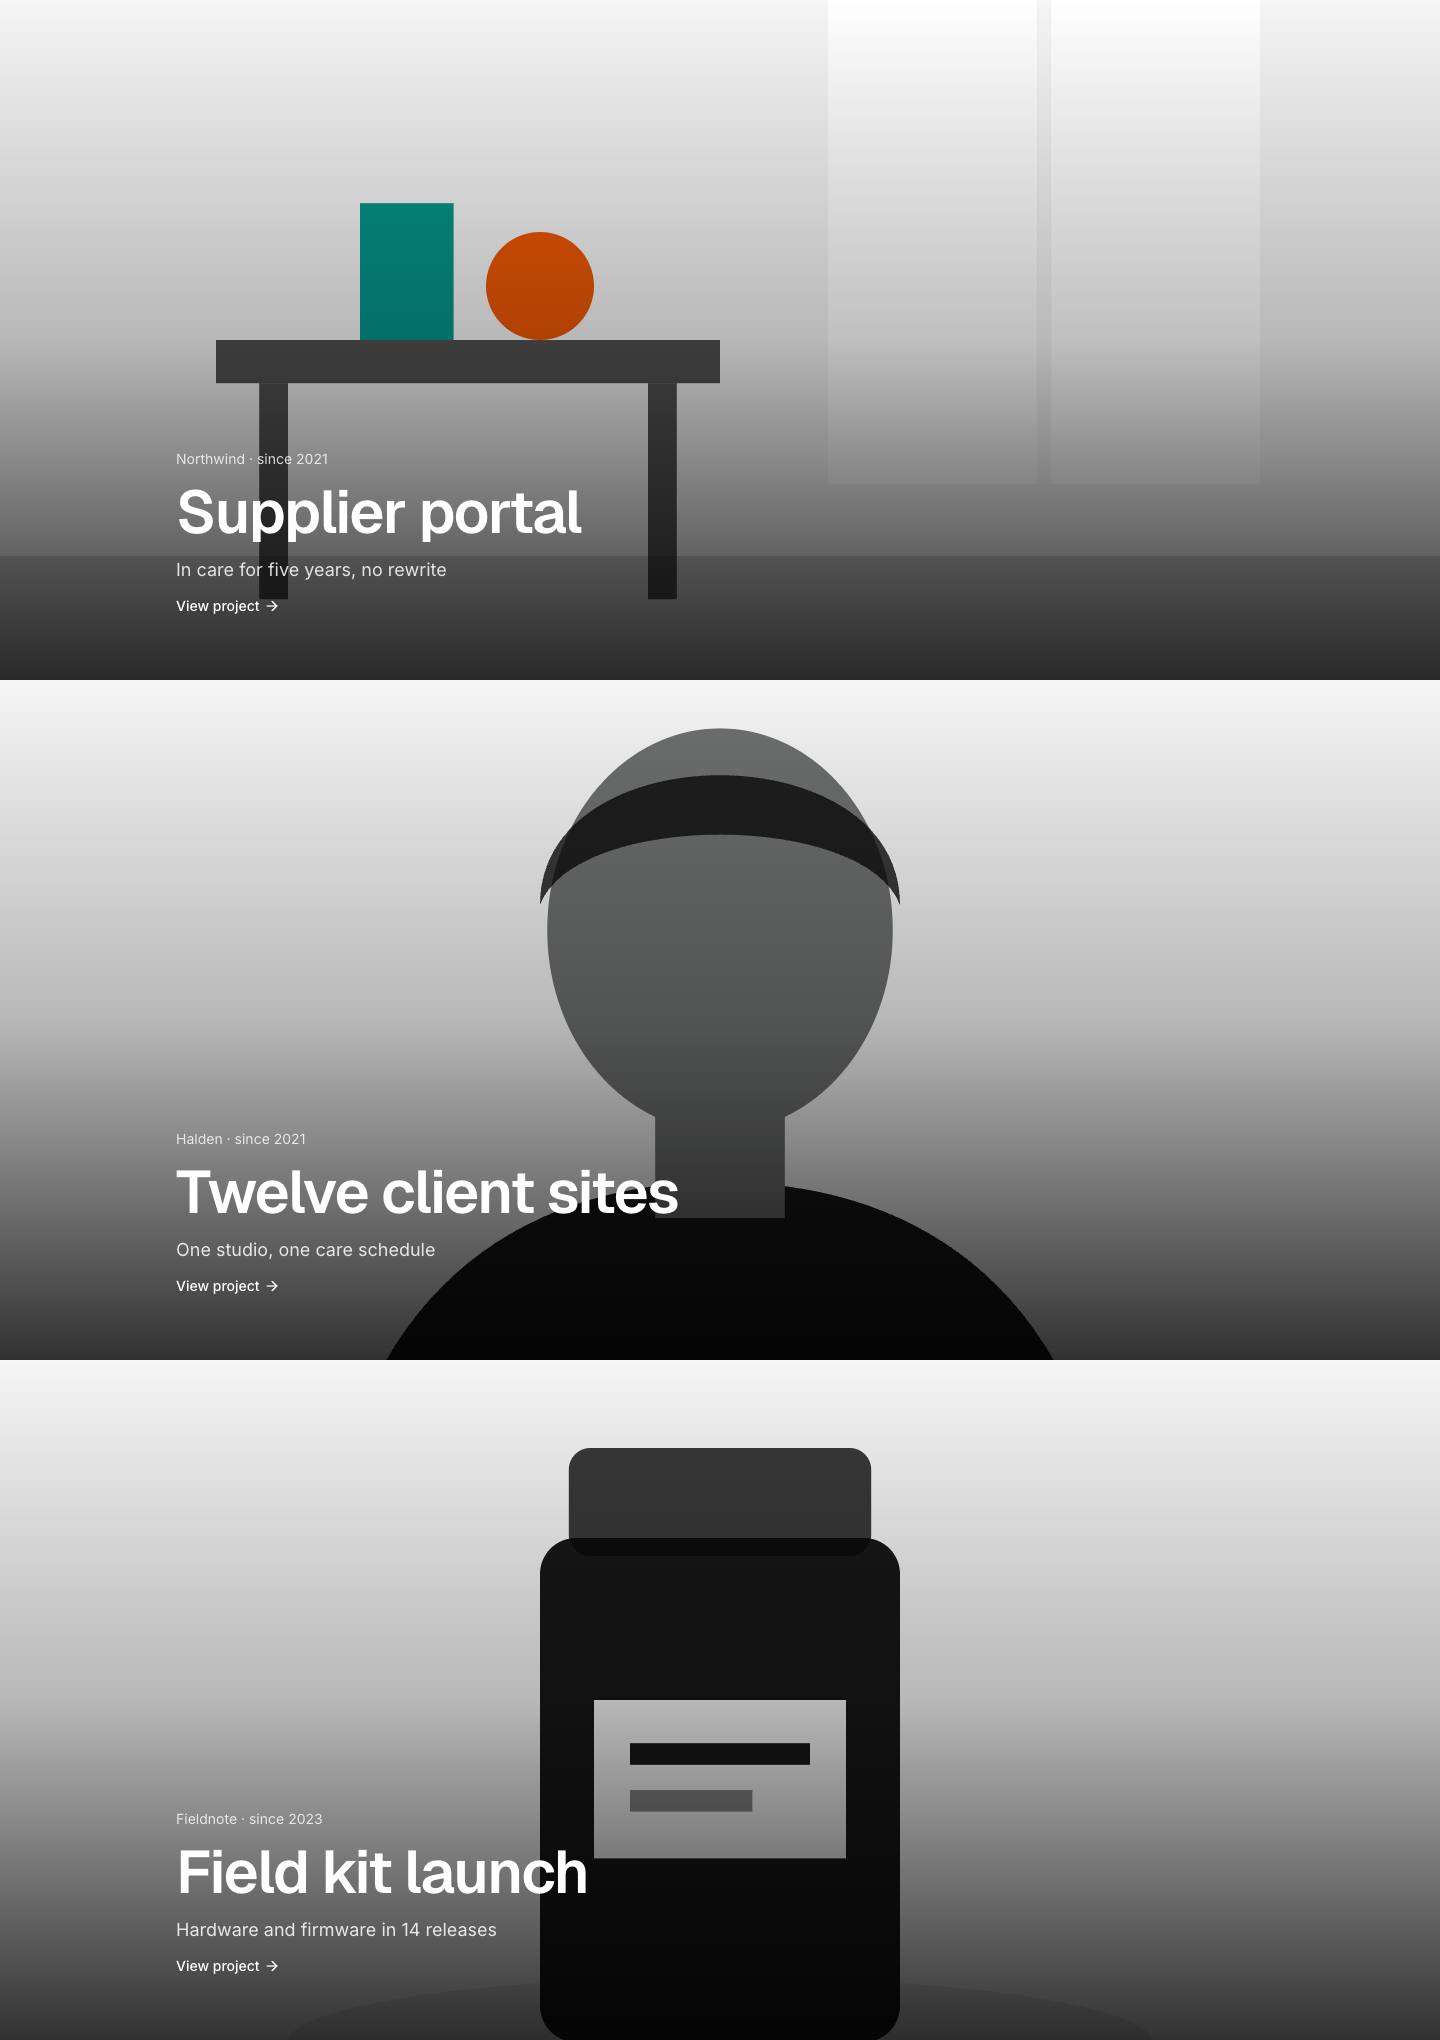 Northwind · since 2021
Supplier portal
In care for five years, no rewrite
View project →
Halden · since 2021
Twelve client sites
One studio, one care schedule
View project →
Fieldnote · since 2023
Field kit launch
Hardware and firmware in 14 releases
View project →